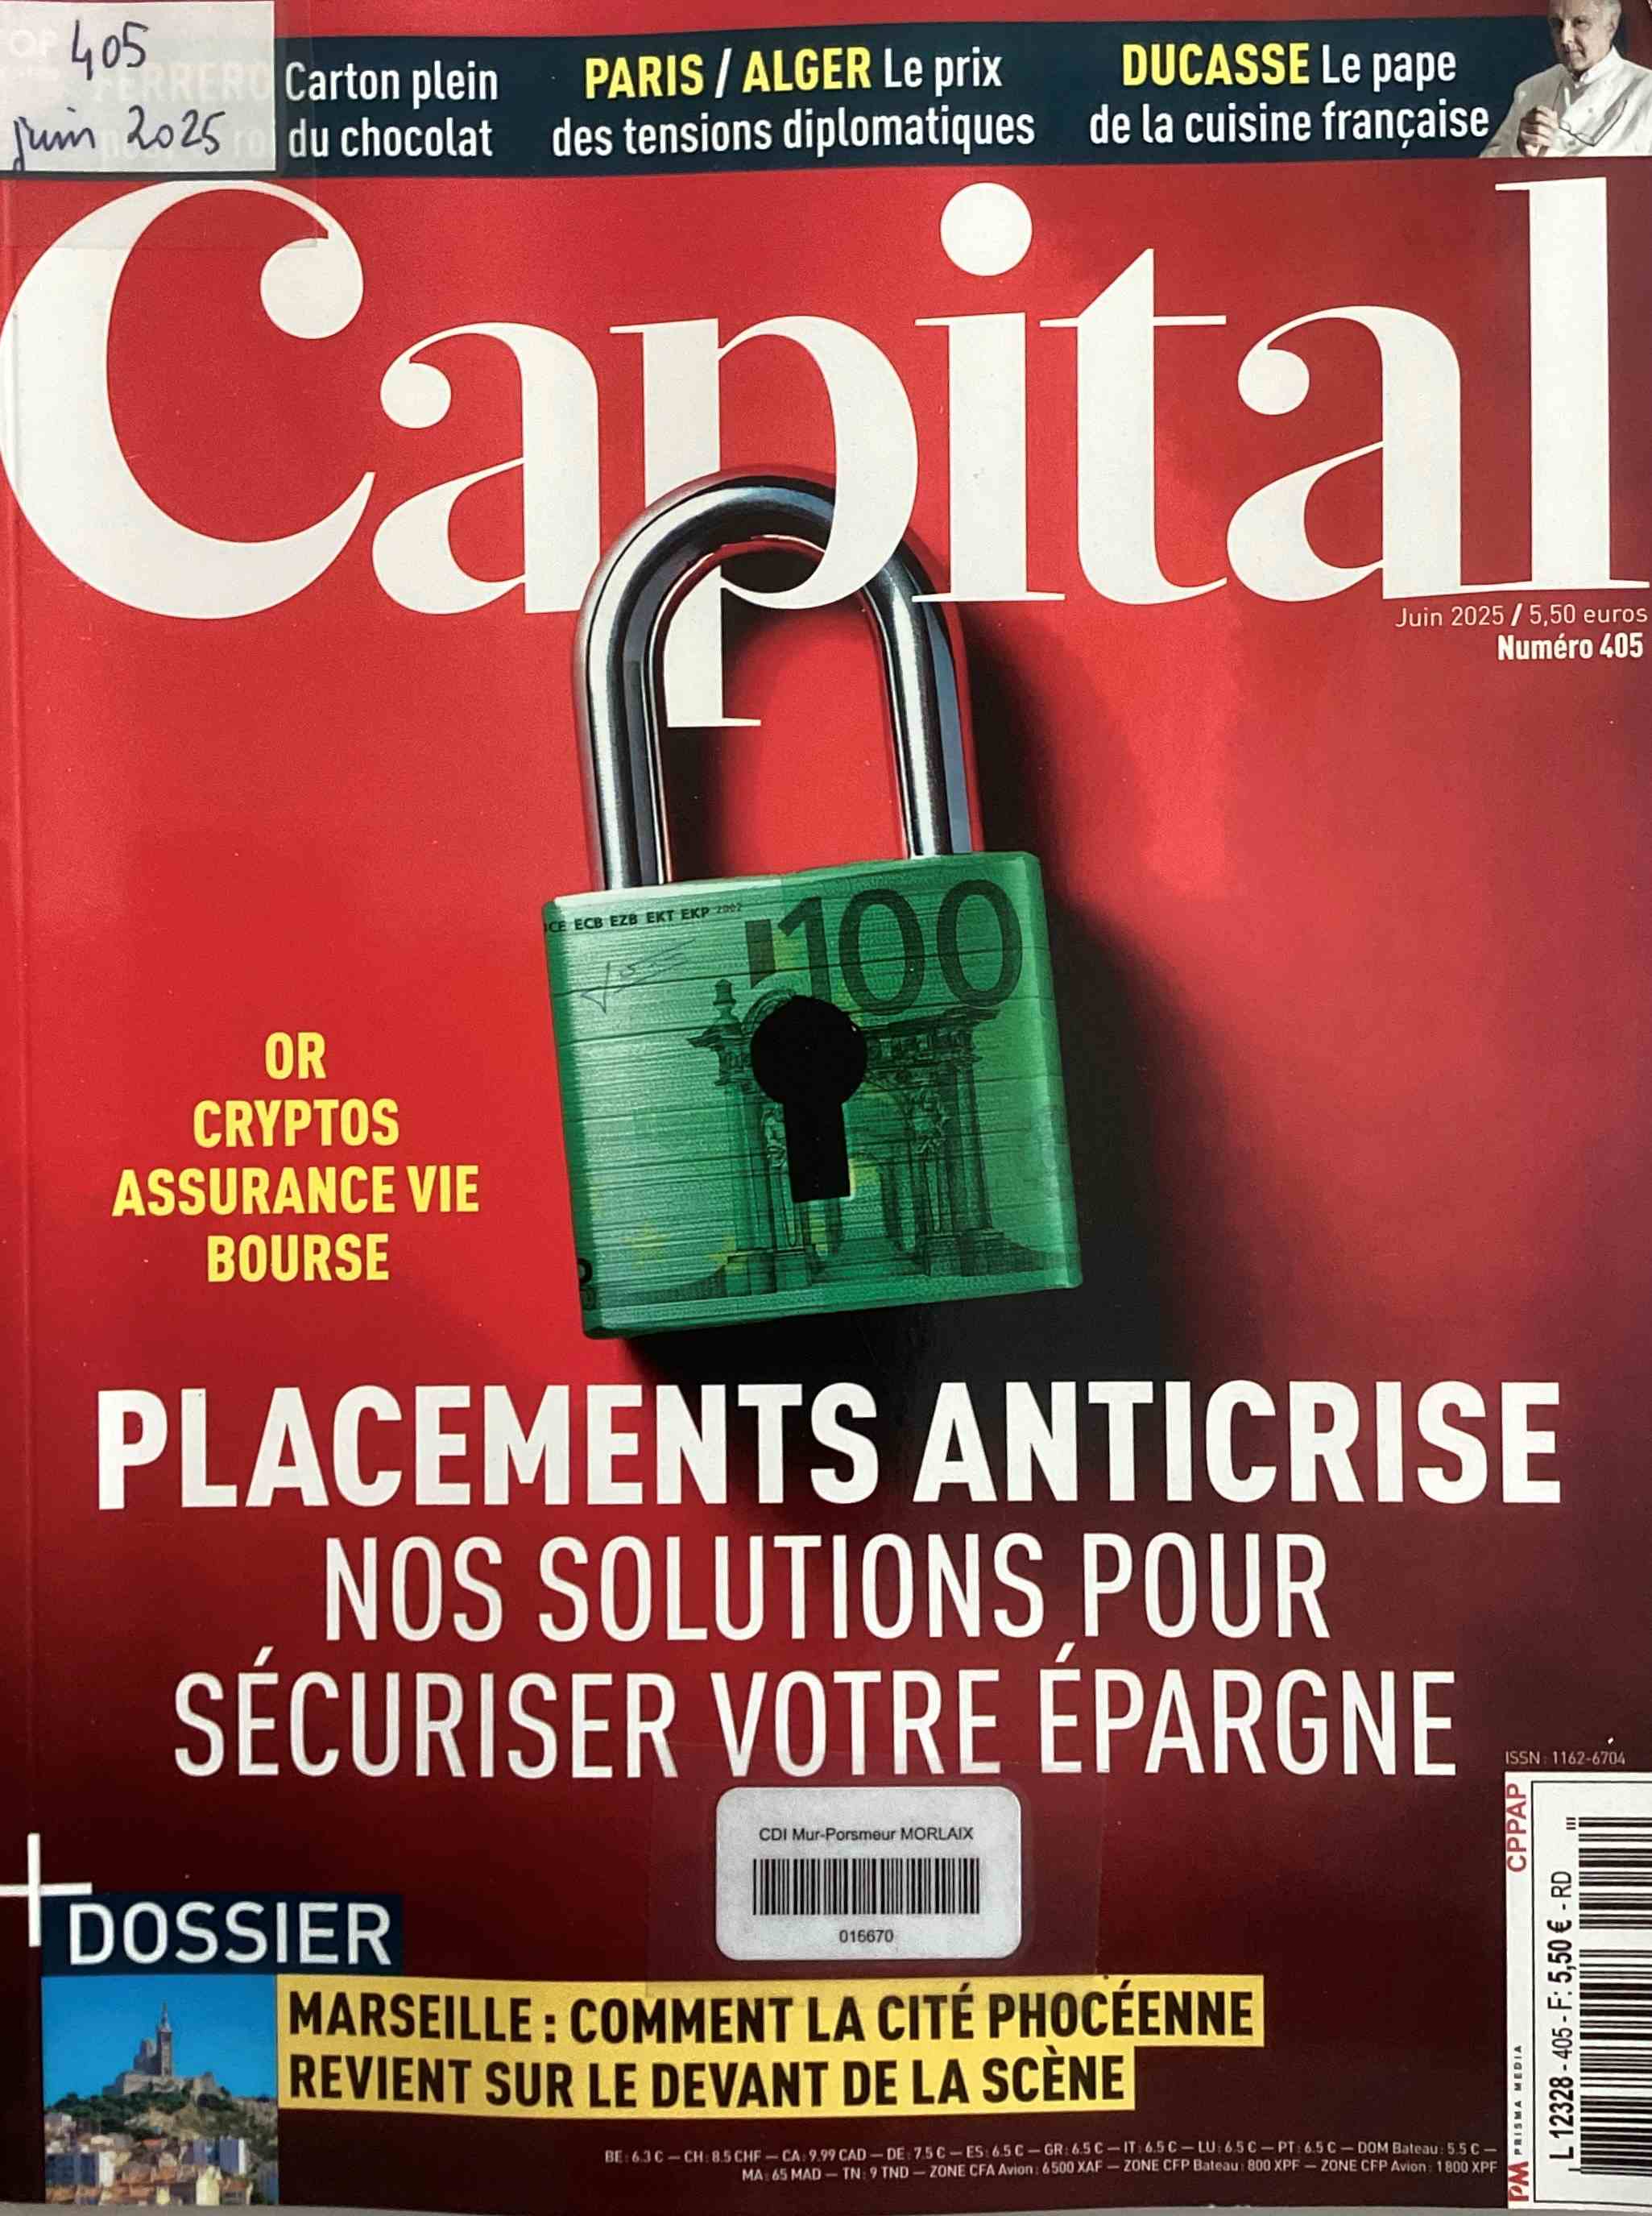 405
juin 2025
FERRERO Carton plein
du chocolat
PARIS / ALGER Le prix
des tensions diplomatiques
DUCASSE Le pape
de la cuisine française
Capital
Juin 2025 / 5,50 euros
Numéro 405
ECB EZB EKT EKP 2002
100
OR
CRYPTOS
ASSURANCE VIE
BOURSE
PLACEMENTS ANTICRISE
NOS SOLUTIONS POUR
SÉCURISER VOTRE ÉPARGNE
ISSN : 1162-6704
CPPAP
CDI Mur-Porsmeur MORLAIX
015670
+
DOSSIER
MARSEILLE : COMMENT LA CITÉ PHOCÉENNE
REVIENT SUR LE DEVANT DE LA SCÈNE
BE : 6.3 € – CH : 8.5 CHF – CA : 9.99 CAD – DE : 7.5 € – ES : 6.5 € – GR : 6.5 € – IT : 6.5 € – LU : 6.5 € – PT : 6.5 € – DOM Bateau : 5.5 € –
MA : 65 MAD – TN : 9 TND – ZONE CFA Avion : 6500 XAF – ZONE CFP Bateau : 800 XPF – ZONE CFP Avion : 1800 XPF
PM PRISMA MEDIA
L 12328 - 405 - F: 5,50 € - RD